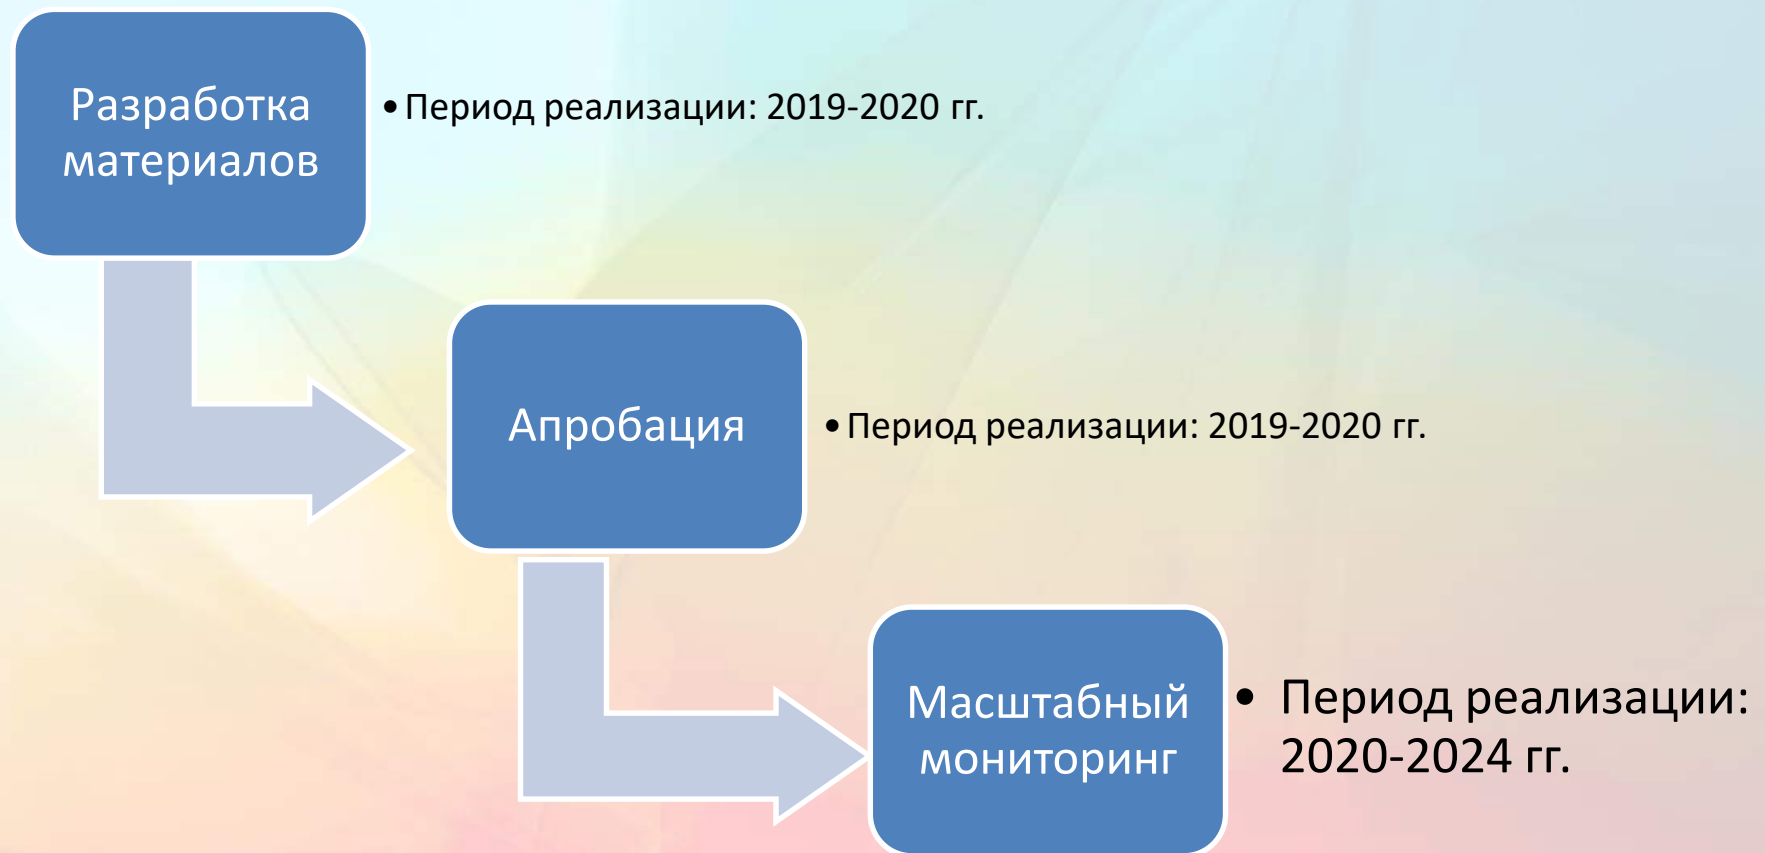 Разработка
материалов
• Период реализации: 2019-2020 гг.
Апробация
• Период реализации: 2019-2020 гг.
Масштабный
мониторинг
• Период реализации:
2020-2024 гг.